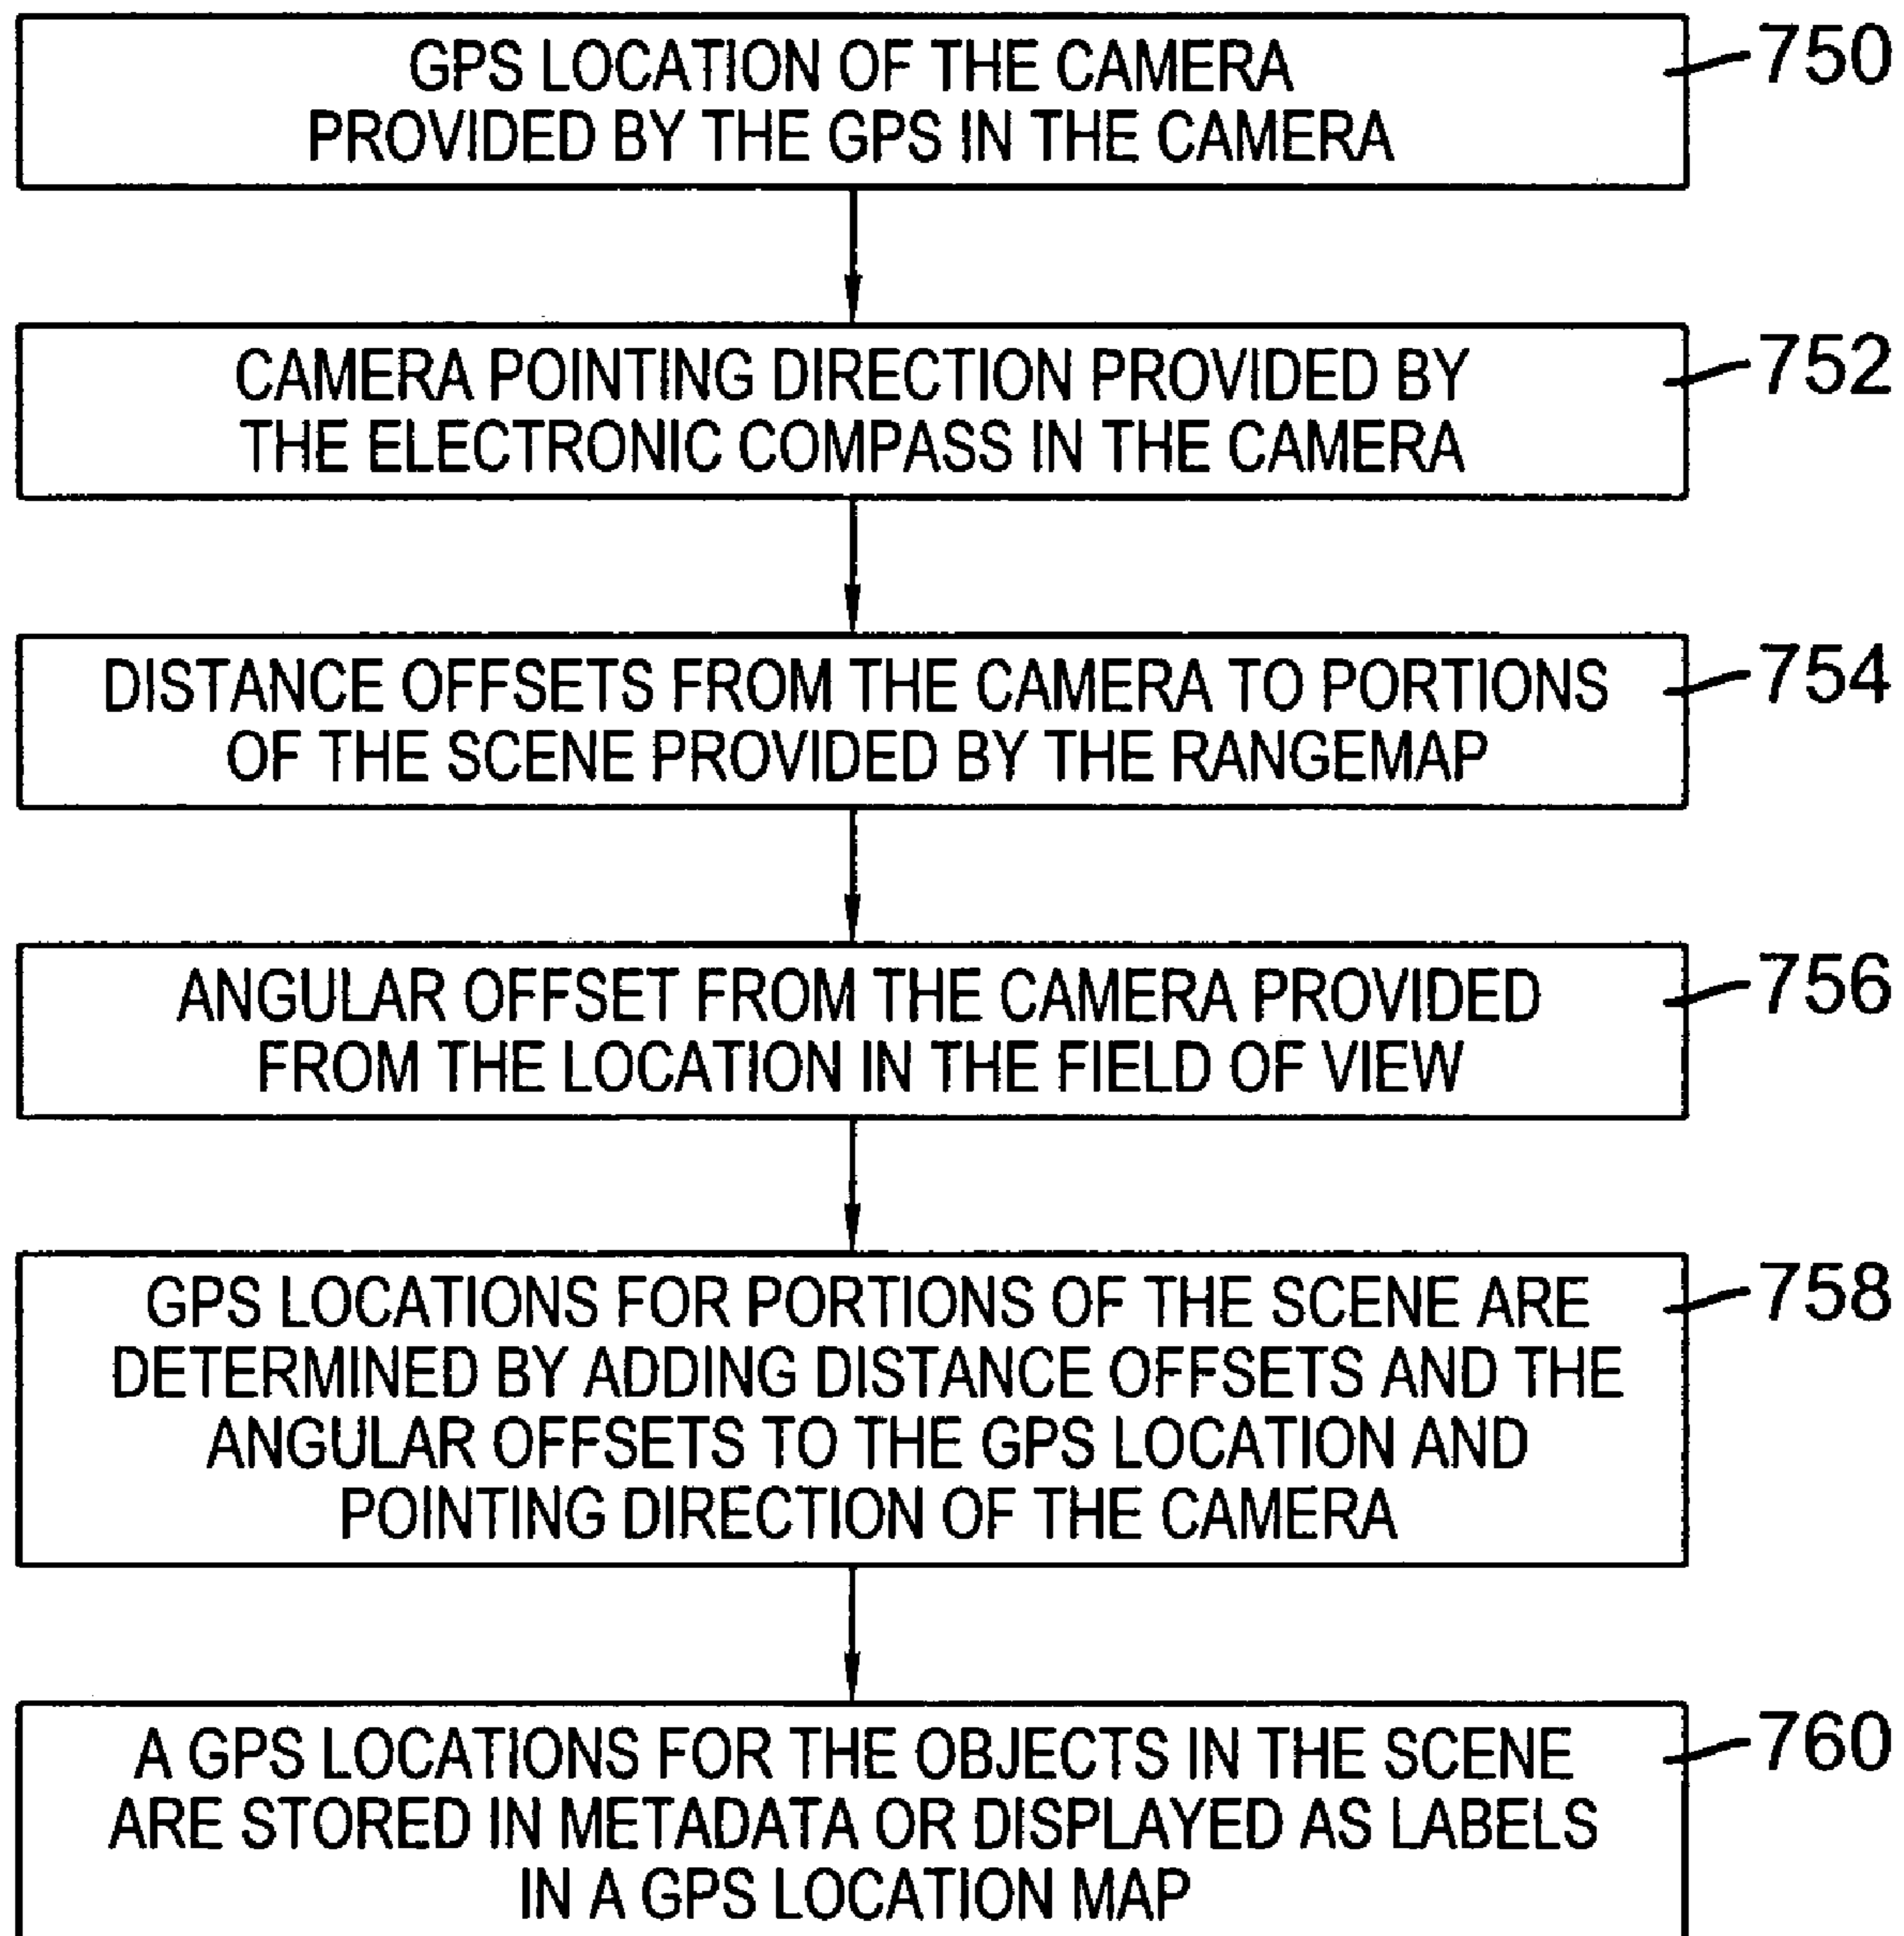 GPS LOCATION OF THE CAMERA
PROVIDED BY THE GPS IN THE CAMERA
750
CAMERA POINTING DIRECTION PROVIDED BY
THE ELECTRONIC COMPASS IN THE CAMERA
752
DISTANCE OFFSETS FROM THE CAMERA TO PORTIONS
OF THE SCENE PROVIDED BY THE RANGEMAP
754
ANGULAR OFFSET FROM THE CAMERA PROVIDED
FROM THE LOCATION IN THE FIELD OF VIEW
756
GPS LOCATIONS FOR PORTIONS OF THE SCENE ARE
DETERMINED BY ADDING DISTANCE OFFSETS AND THE
ANGULAR OFFSETS TO THE GPS LOCATION AND
POINTING DIRECTION OF THE CAMERA
758
A GPS LOCATIONS FOR THE OBJECTS IN THE SCENE
ARE STORED IN METADATA OR DISPLAYED AS LABELS
IN A GPS LOCATION MAP
760